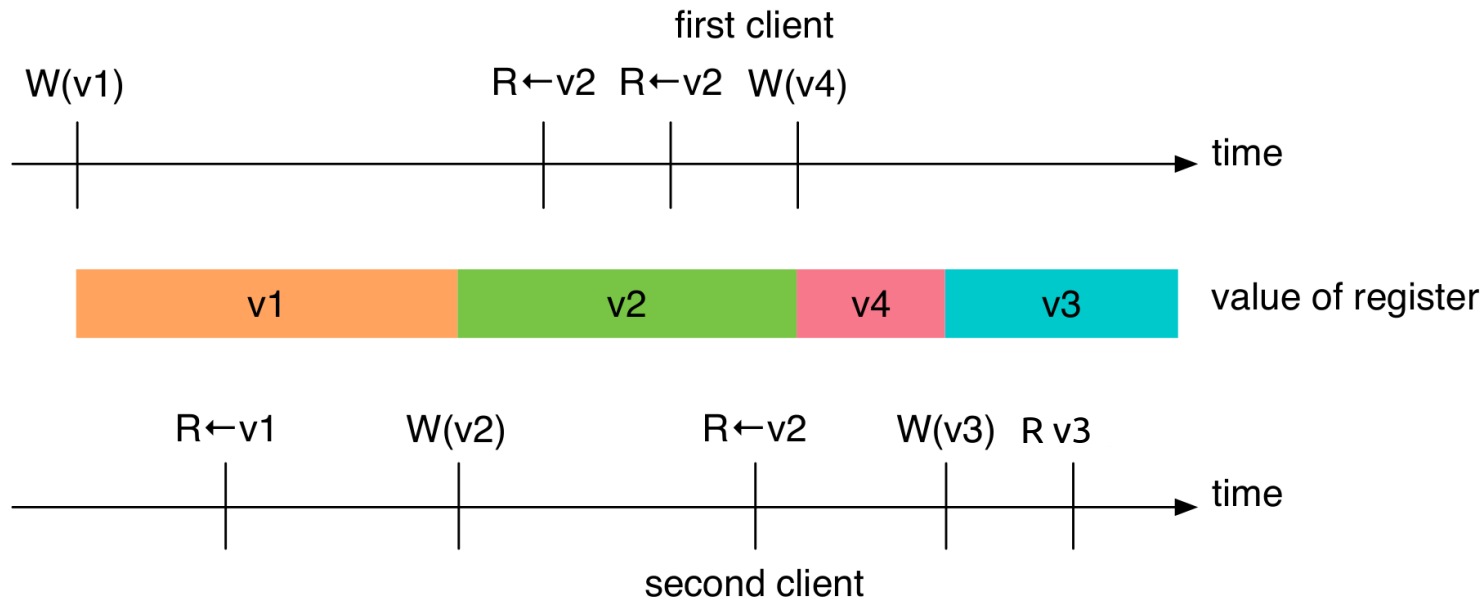 first client
W(v1) R←v2 R←v2 W(v4)
time
v1 v2 v4 v3 value of register
R←v1 W(v2) R←v2 W(v3) R v3
time
second client